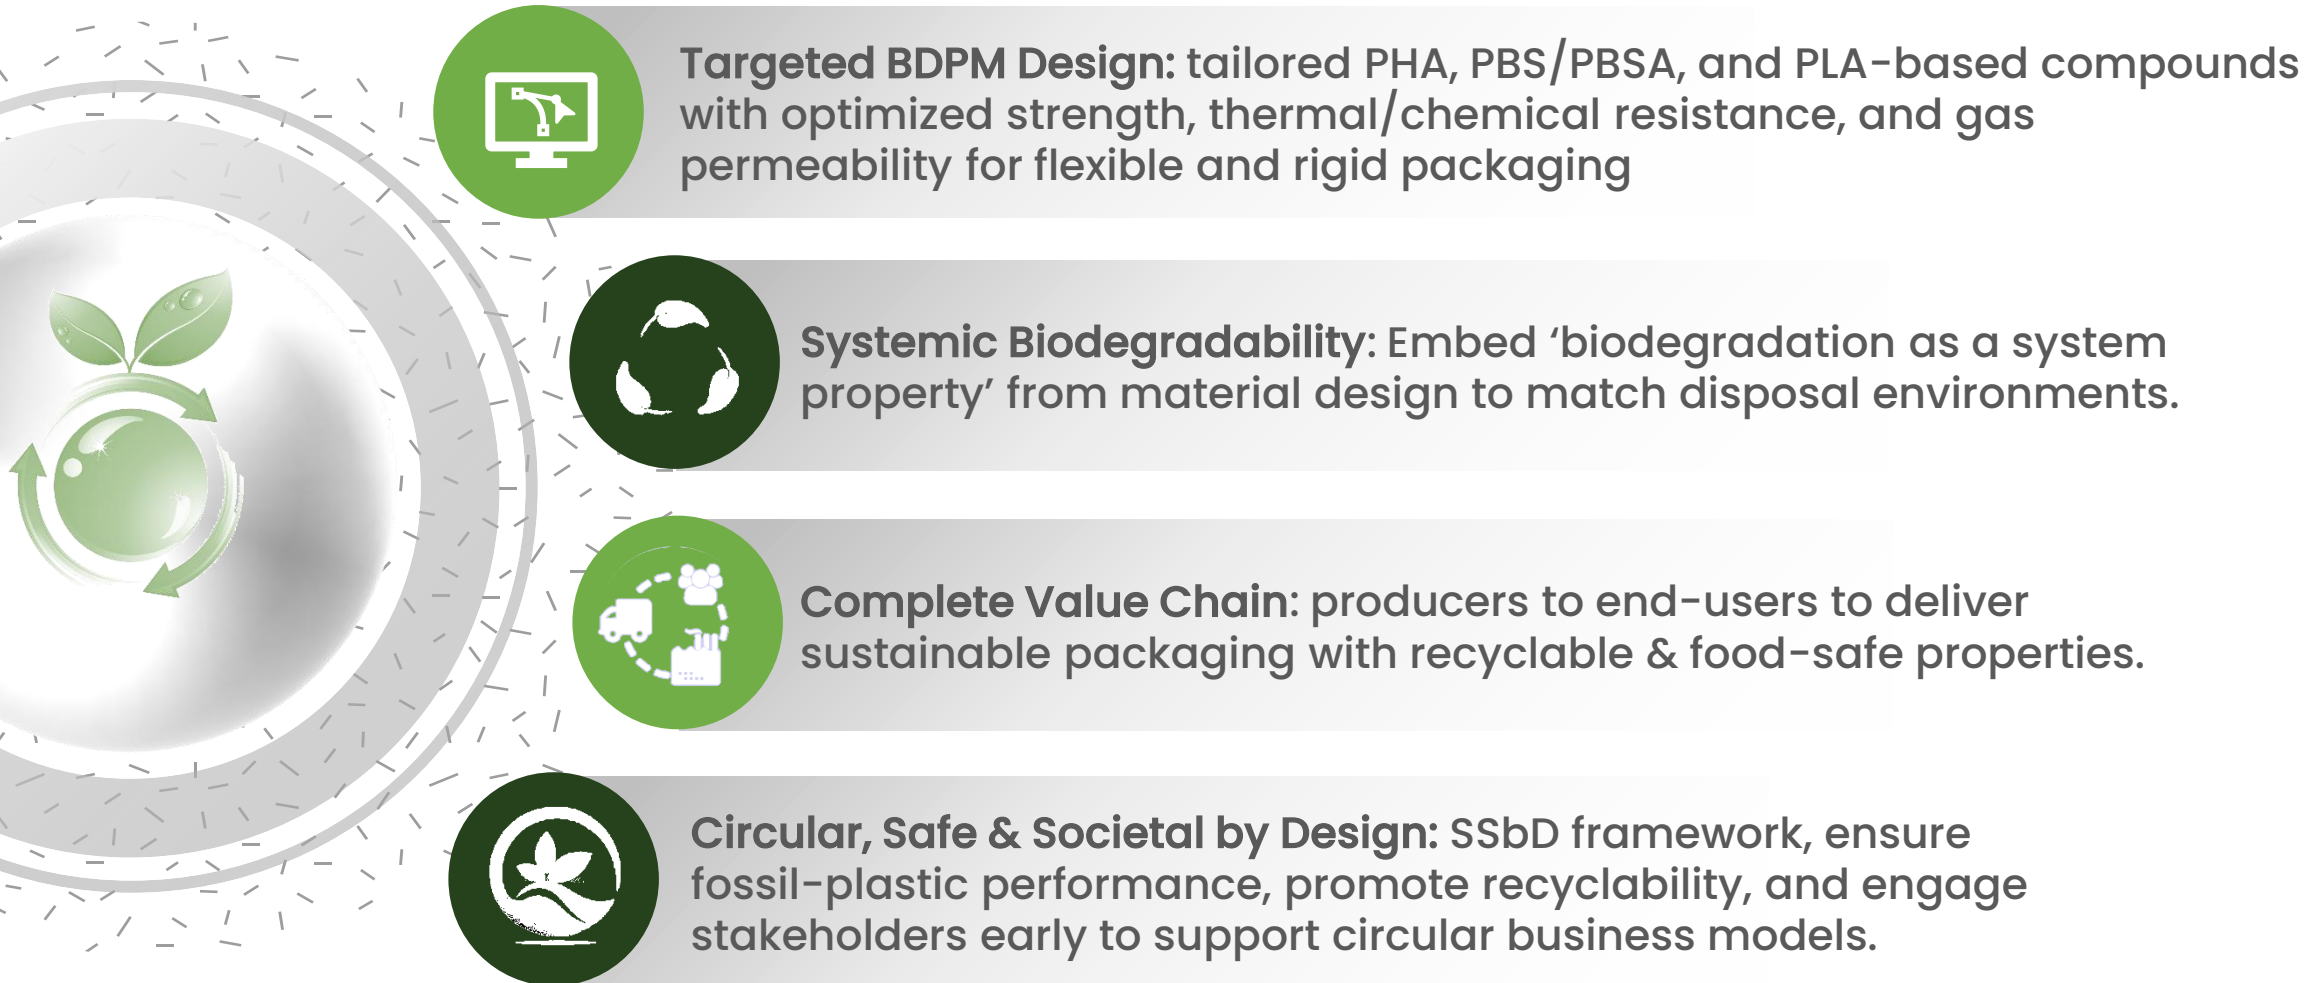 Targeted BDPM Design: tailored PHA, PBS/PBSA, and PLA-based compounds
with optimized strength, thermal/chemical resistance, and gas
permeability for flexible and rigid packaging
Systemic Biodegradability: Embed ‘biodegradation as a system
property’ from material design to match disposal environments.
Complete Value Chain: producers to end-users to deliver
sustainable packaging with recyclable & food-safe properties.
Circular, Safe & Societal by Design: SSbD framework, ensure
fossil-plastic performance, promote recyclability, and engage
stakeholders early to support circular business models.